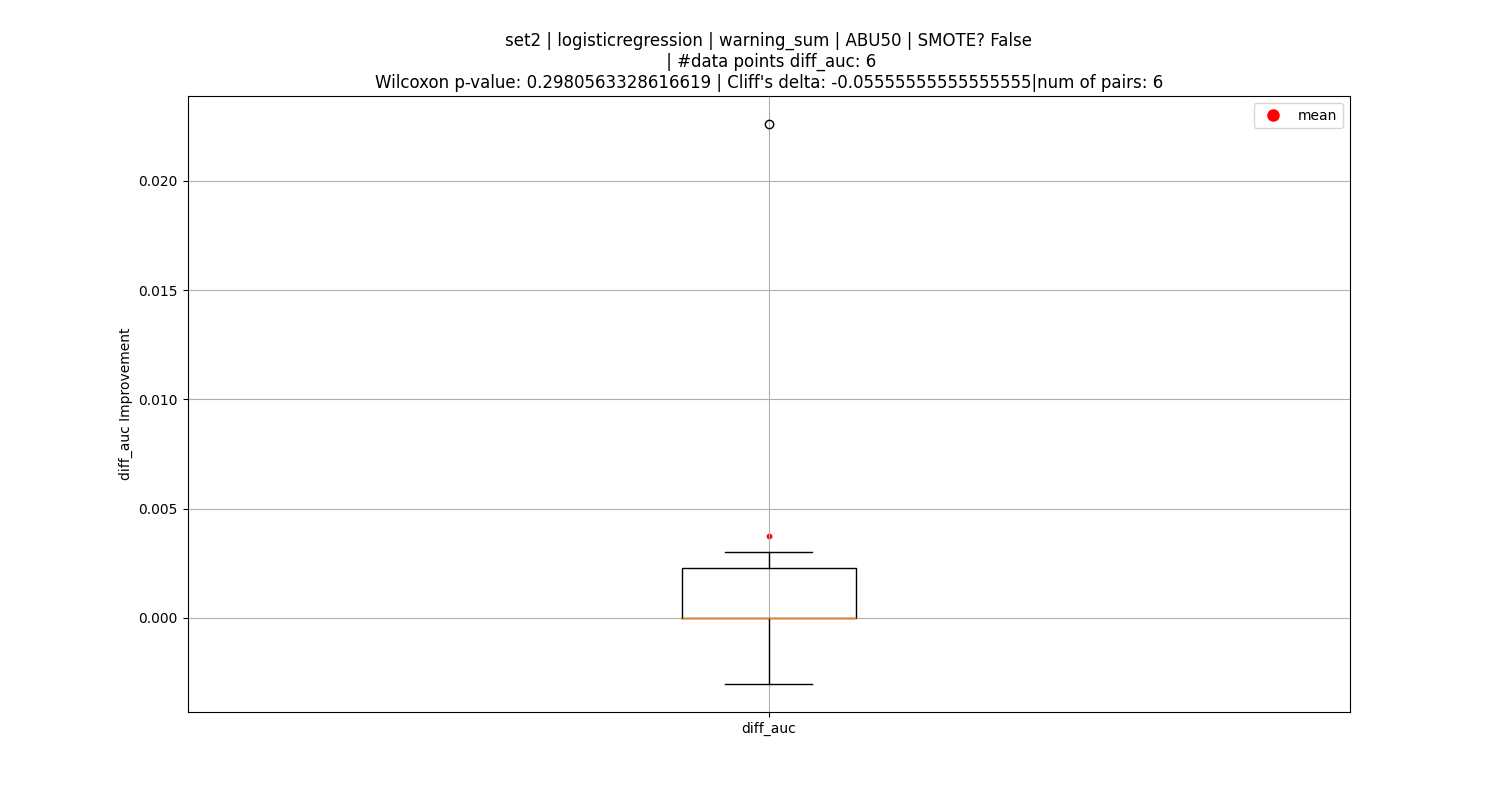 set2 | logisticregression | warning_sum | ABU50 | SMOTE? False
| #data points diff_auc: 6
Wilcoxon p-value: 0.2980563328616619 | Cliff's delta: -0.05555555555555555|num of pairs: 6
mean
0.020
0.015
0.010
0.005
0.000
diff_auc Improvement
diff_auc